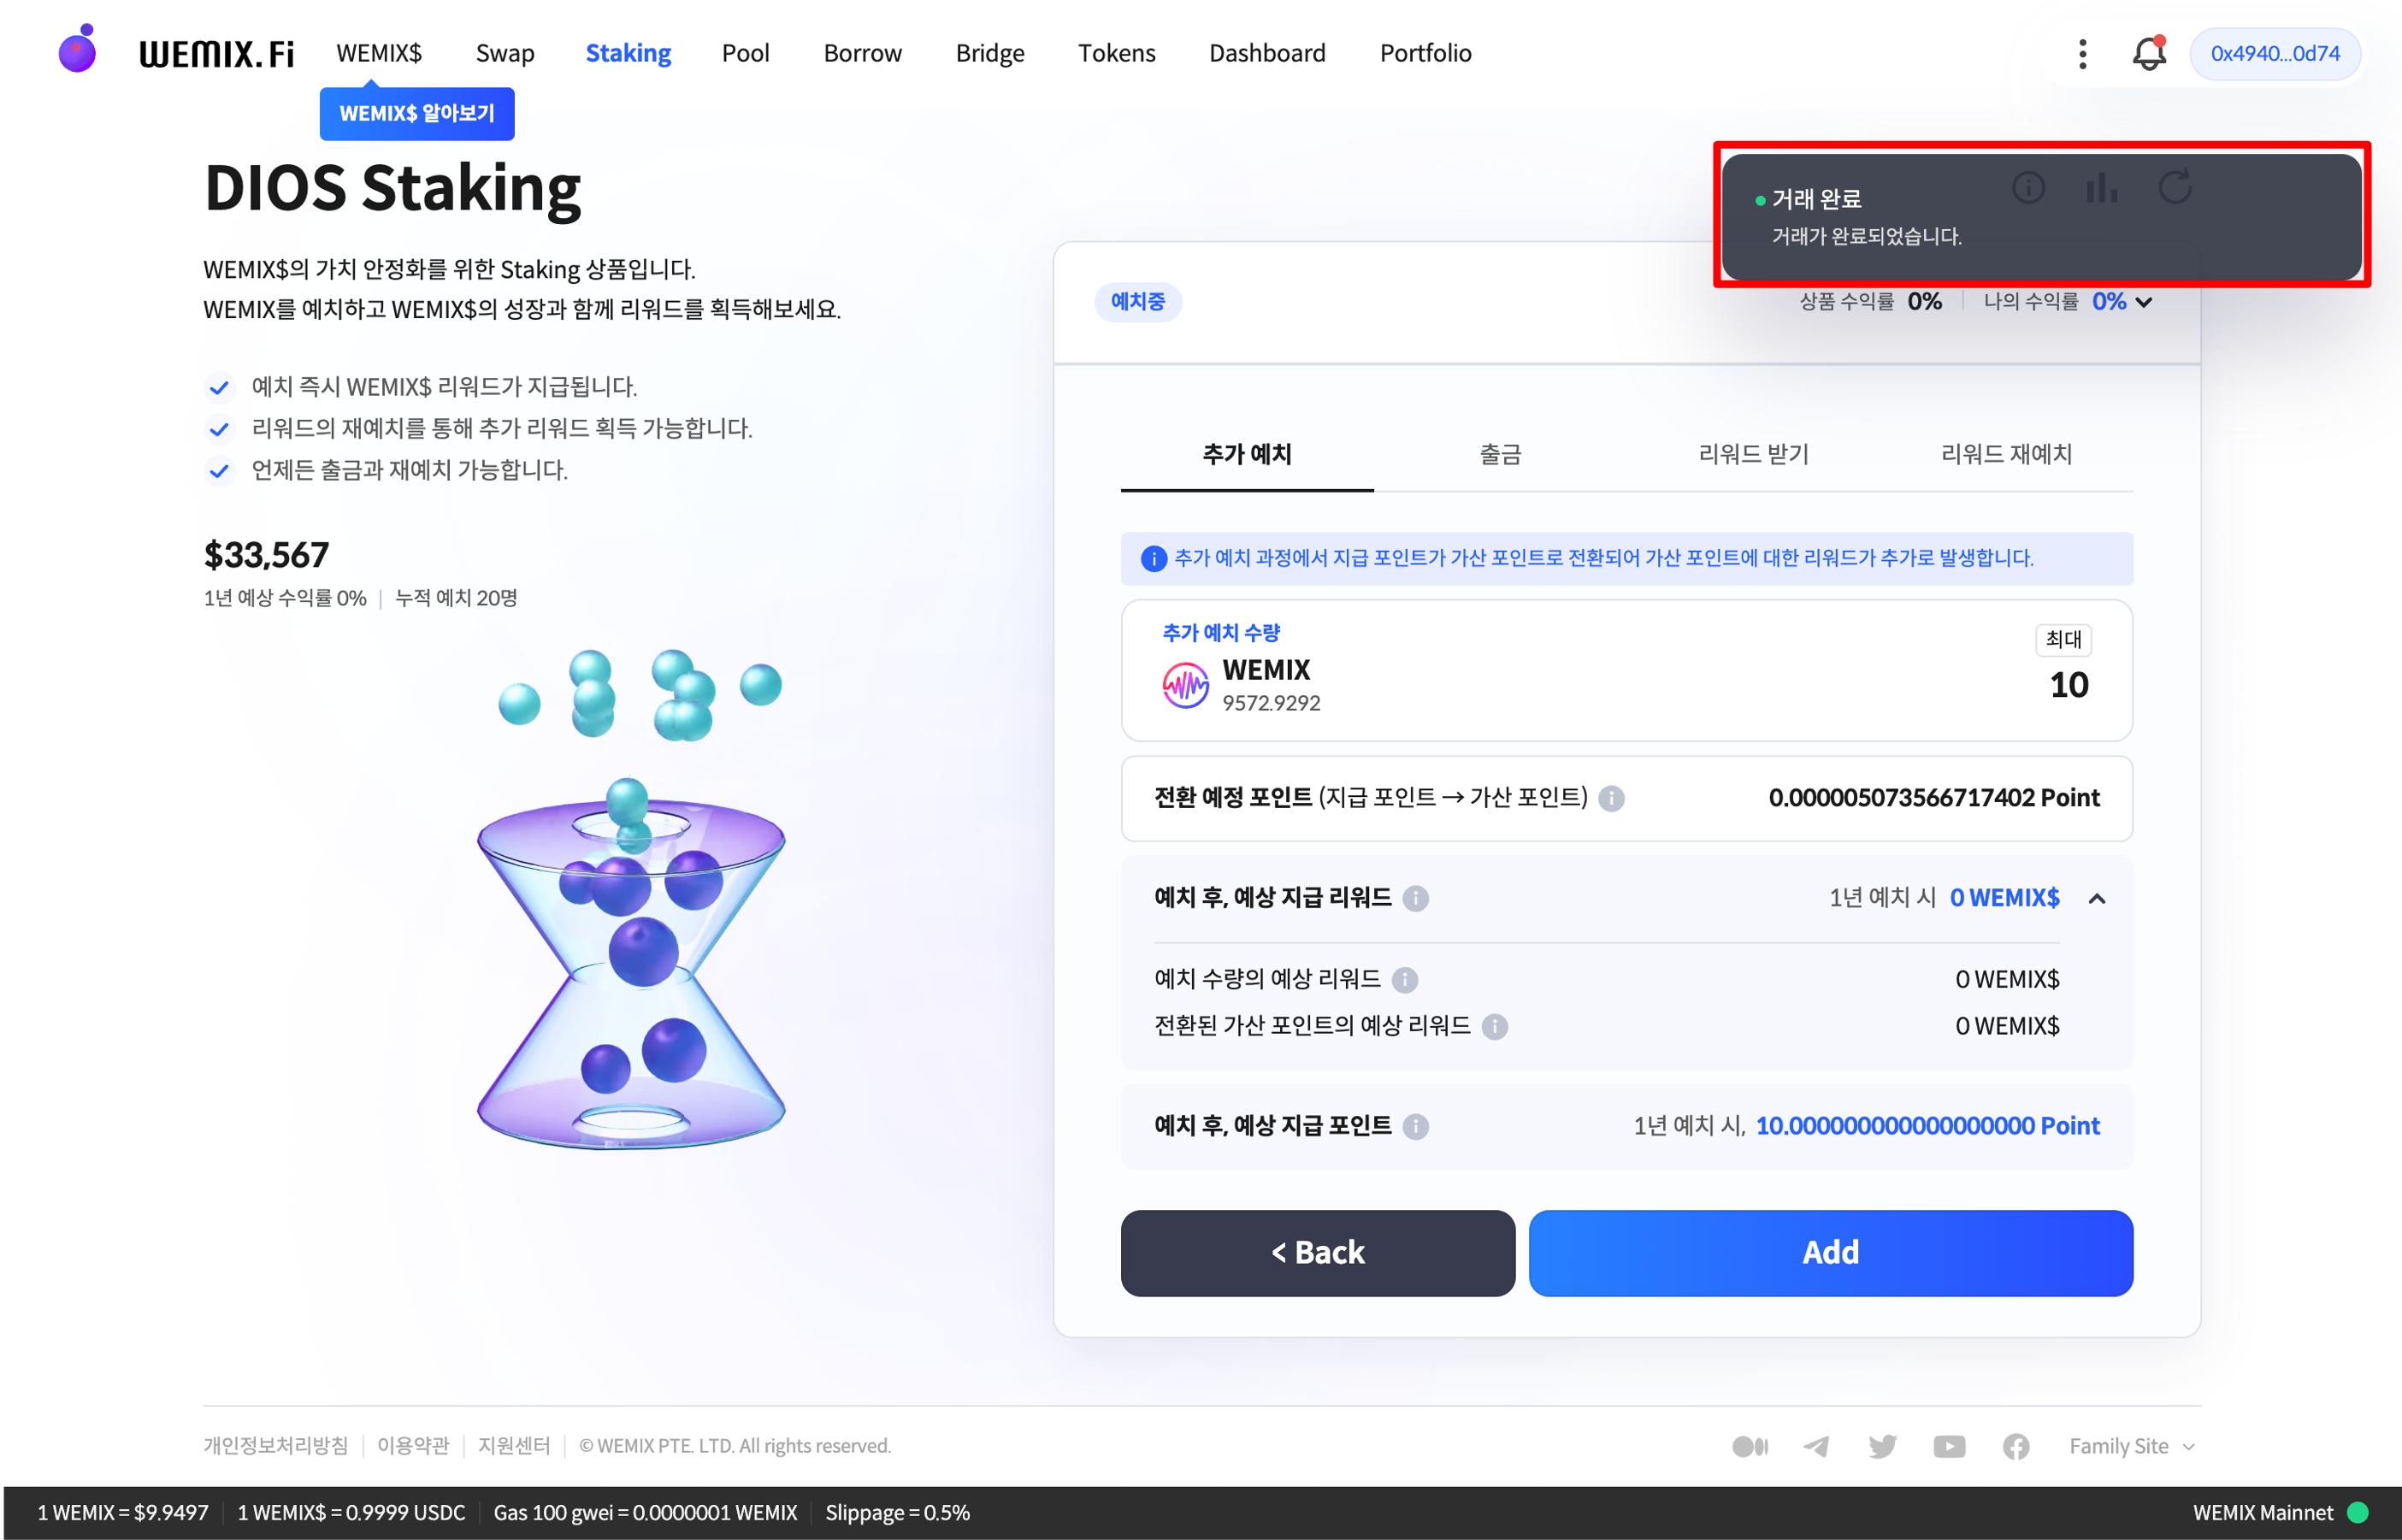 WEMIX.Fi
WEMIX$
Swap
Staking
Pool
Borrow
Bridge
Tokens
Dashboard
Portfolio
0x4940...0d74
WEMIX$ 알아보기
DIOS Staking
WEMIX$의 가치 안정화를 위한 Staking 상품입니다.
WEMIX를 예치하고 WEMIX$의 성장과 함께 리워드를 획득해보세요.
예치 즉시 WEMIX$ 리워드가 지급됩니다.
리워드의 재예치를 통해 추가 리워드 획득 가능합니다.
언제든 출금과 재예치 가능합니다.
$33,567
1년 예상 수익률 0% | 누적 예치 20명
거래 완료
거래가 완료되었습니다.
예치중
상품 수익률 0% | 나의 수익률 0%
추가 예치
출금
리워드 받기
리워드 재예치
추가 예치 과정에서 지급 포인트가 가산 포인트로 전환되어 가산 포인트에 대한 리워드가 추가로 발생합니다.
추가 예치 수량
최대
WEMIX
10
9572.9292
전환 예정 포인트 (지급 포인트 → 가산 포인트)
0.000005073566717402 Point
예치 후, 예상 지급 리워드
1년 예치 시 0 WEMIX$
예치 수량의 예상 리워드
0 WEMIX$
전환된 가산 포인트의 예상 리워드
0 WEMIX$
예치 후, 예상 지급 포인트
1년 예치 시, 10.000000000000000000 Point
< Back
Add
개인정보처리방침 | 이용약관 | 지원센터 | © WEMIX PTE. LTD. All rights reserved.
Family Site
1 WEMIX = $9.9497 | 1 WEMIX$ = 0.9999 USDC | Gas 100 gwei = 0.0000001 WEMIX | Slippage = 0.5%
WEMIX Mainnet